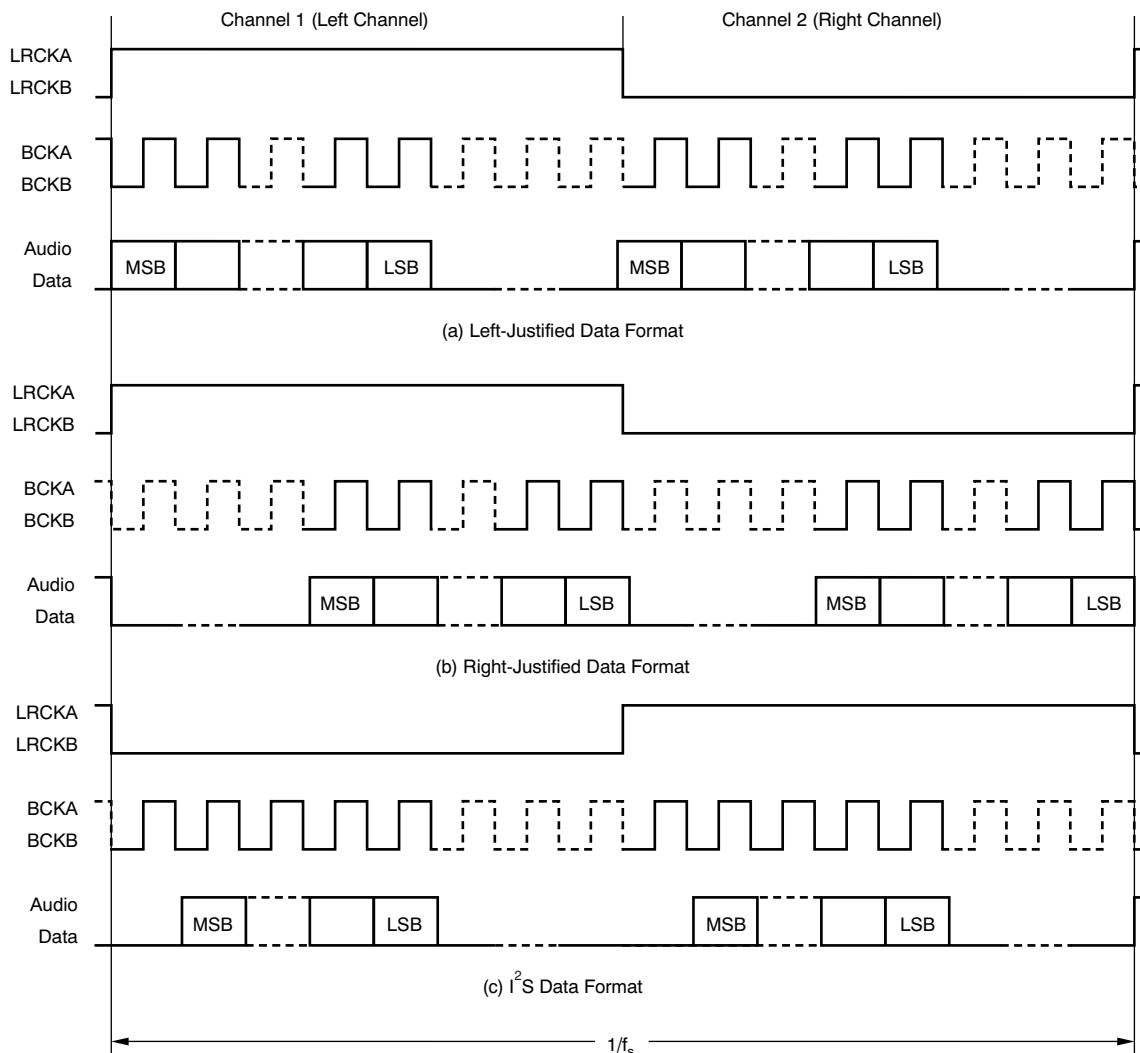 Channel 1 (Left Channel)
Channel 2 (Right Channel)
LRCKA
LRCKB
BCKA
BCKB
Audio
Data
MSB
LSB
MSB
LSB
(a) Left-Justified Data Format
LRCKA
LRCKB
BCKA
BCKB
Audio
Data
MSB
LSB
MSB
LSB
(b) Right-Justified Data Format
LRCKA
LRCKB
BCKA
BCKB
Audio
Data
MSB
LSB
MSB
LSB
(c) I²S Data Format
1/fₛ